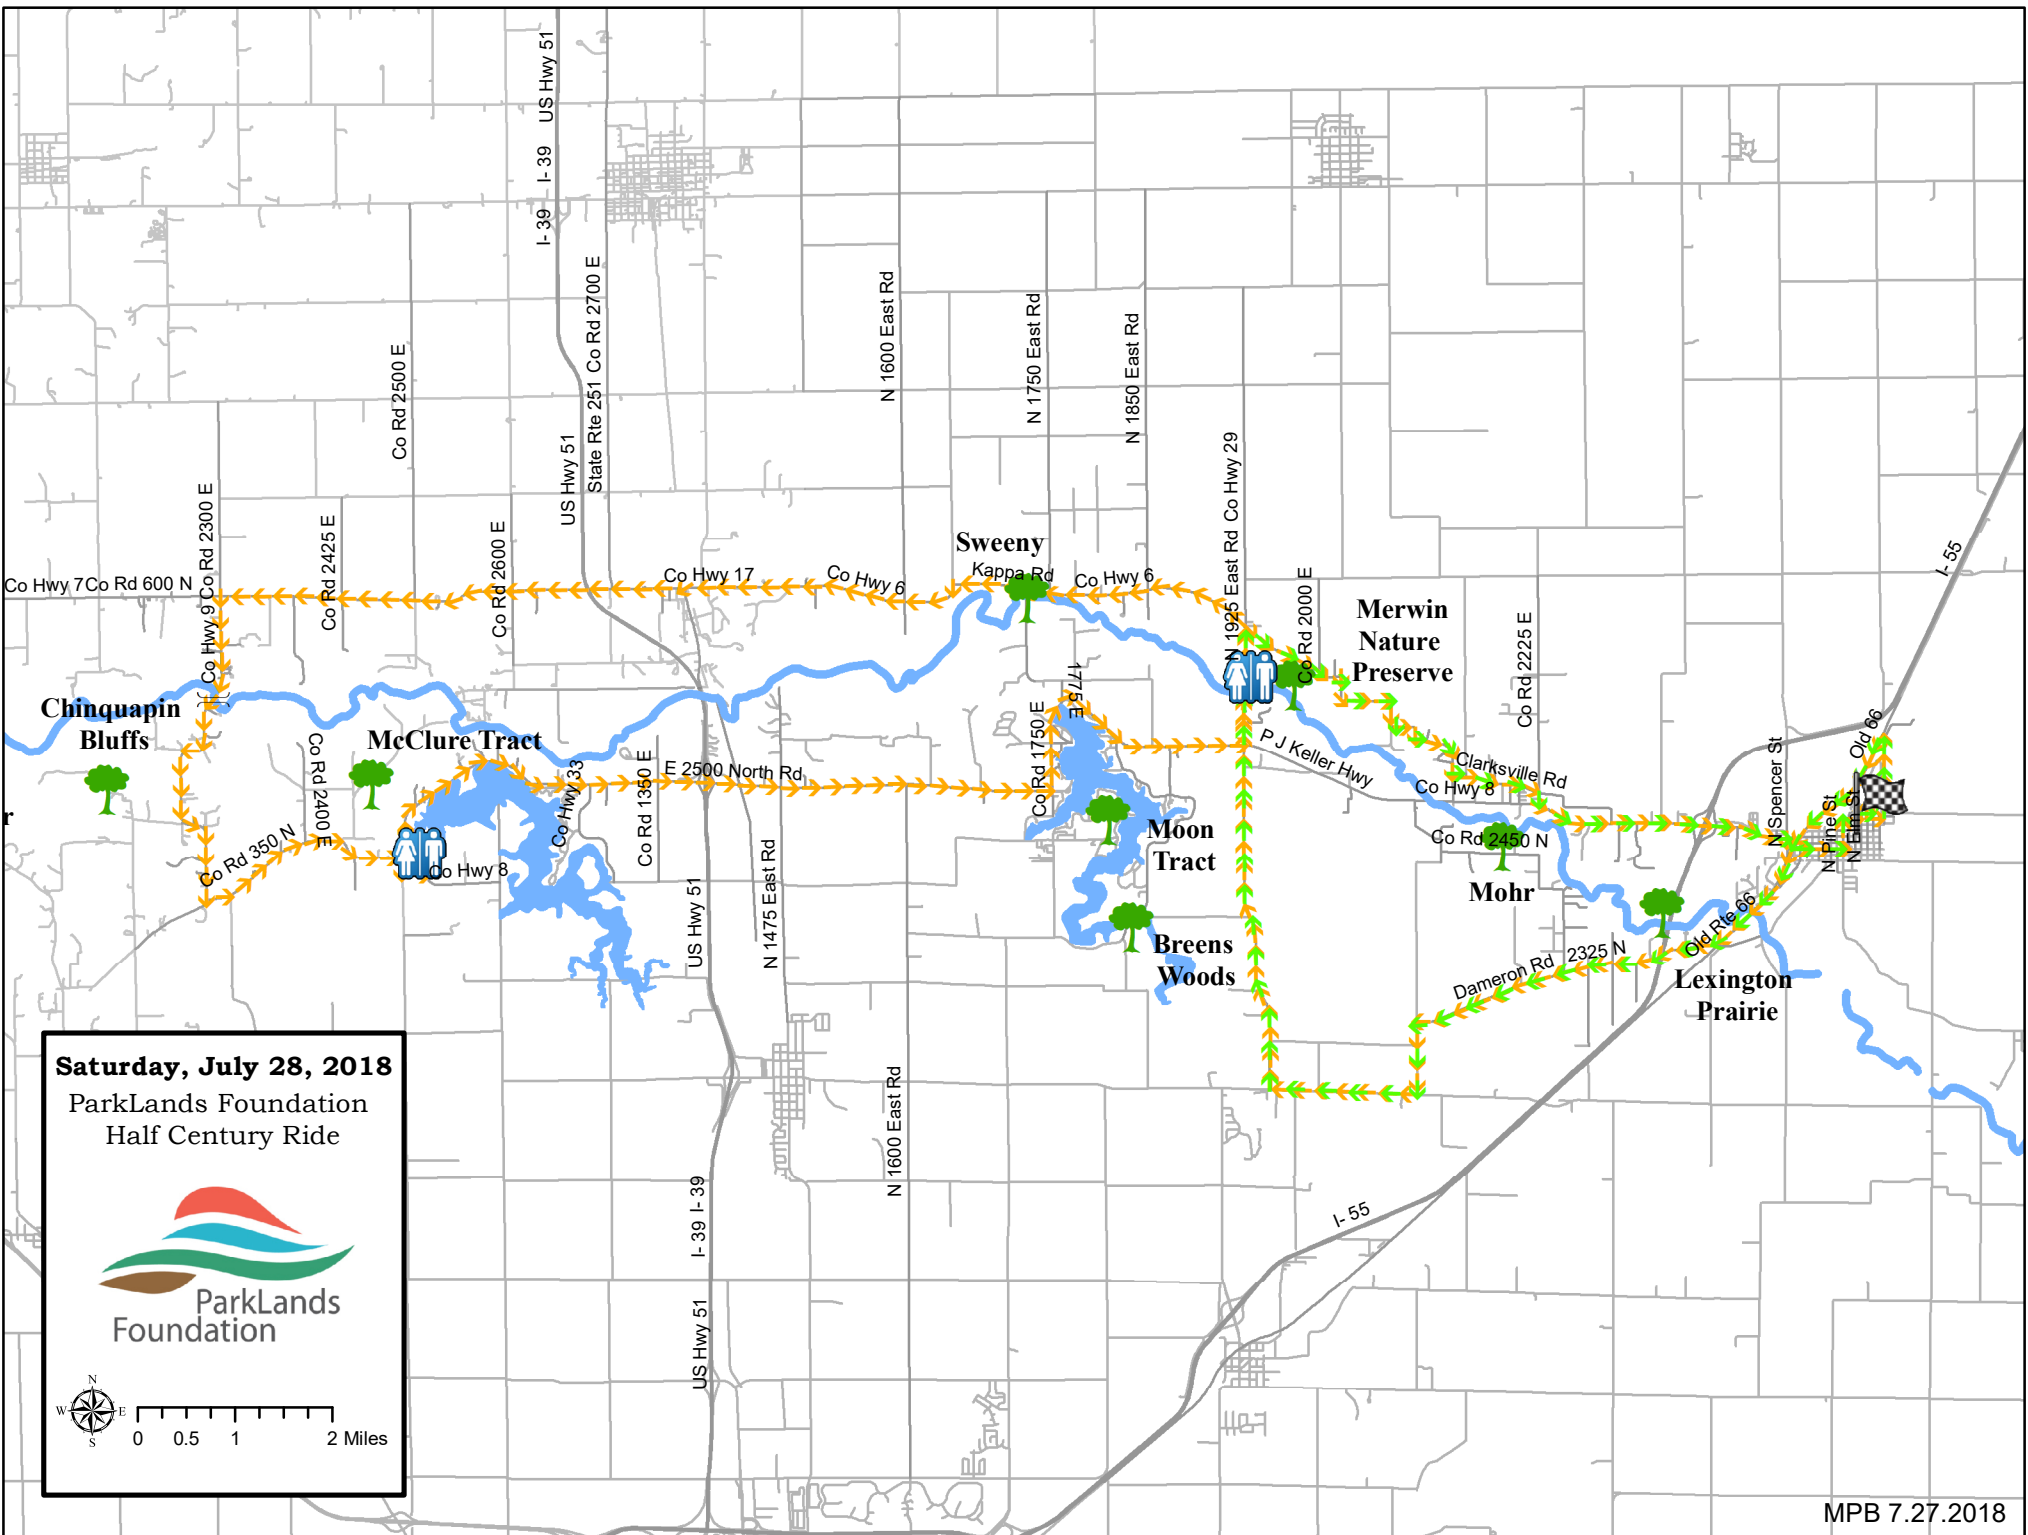 US Hwy 51
I- 39
I- 39
State Rte 251 Co Rd 2700 E
Co Rd 2500 E
N 1600 East Rd
N 1750 East Rd
N 1850 East Rd
US Hwy 51
N 1925 East Rd Co Hwy 29
Co Hwy 9 Co Rd 2300 E
Co Rd 2425 E
Co Rd 2600 E
Sweeny
Kappa Rd
Co Hwy 7 Co Rd 600 N
Co Hwy 17
Co Hwy 6
Co Hwy 6
Co Rd 2000 E
Merwin
Nature
Preserve
Co Rd 2225 E
I- 55
Chinquapin
Bluffs
McClure Tract
Co Rd 2400 E
Co Hwy 33
Co Rd 1350 E
E 2500 North Rd
Co Rd 1750 E
1775 E
P J Keller Hwy
Clarksville Rd
Co Hwy 8
N Spencer St
Old 66
N Pine St
N Elm St
r
Co Rd 350 N
Co Hwy 8
Moon
Tract
Co Rd 2450 N
Mohr
US Hwy 51
N 1475 East Rd
Breens
Woods
Old Rte 66
Dameron Rd
2325 N
Lexington
Prairie
Saturday, July 28, 2018
ParkLands Foundation
Half Century Ride
ParkLands
Foundation
N
W
E
S
0 0.5 1 2 Miles
N 1600 East Rd
I- 39 I- 39
US Hwy 51
I- 55
MPB 7.27.2018